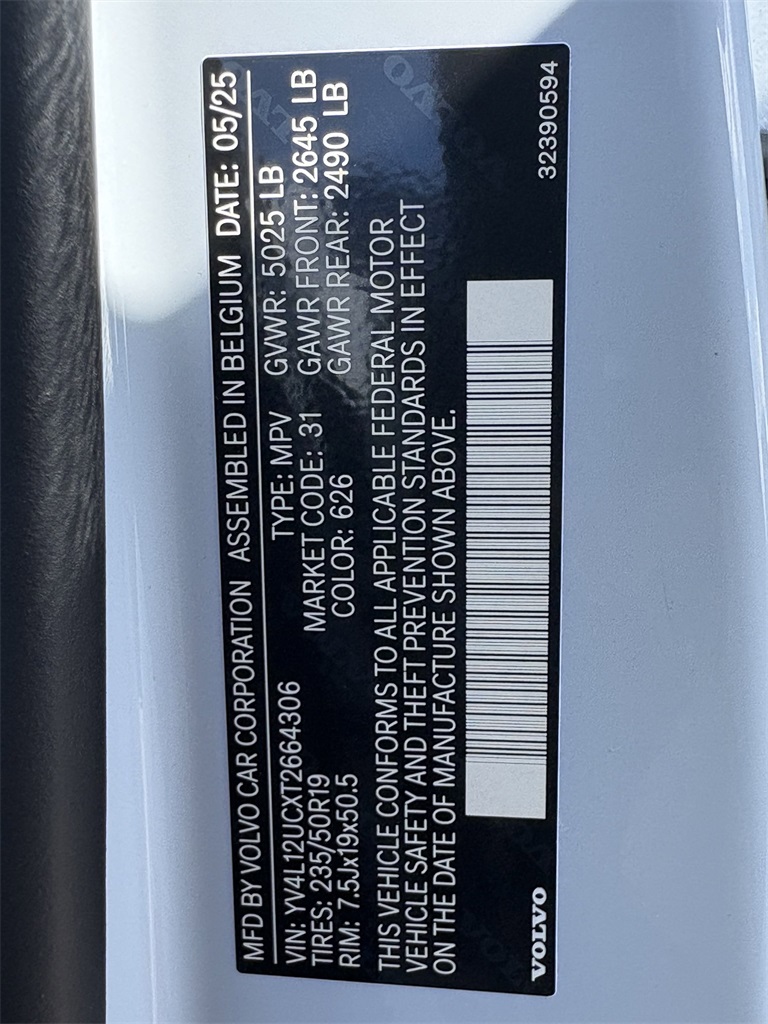 MFD BY VOLVO CAR CORPORATION ASSEMBLED IN BELGIUM DATE: 05/25
VIN: YV4L12UCXT2664306 TYPE: MPV GVWR: 5025 LB
TIRES: 235/50R19 MARKET CODE: 31 GAWR FRONT: 2645 LB
RIM: 7.5Jx19x50.5 COLOR: 626 GAWR REAR: 2490 LB
THIS VEHICLE CONFORMS TO ALL APPLICABLE FEDERAL MOTOR
VEHICLE SAFETY AND THEFT PREVENTION STANDARDS IN EFFECT
ON THE DATE OF MANUFACTURE SHOWN ABOVE.
VOLVO 32390594